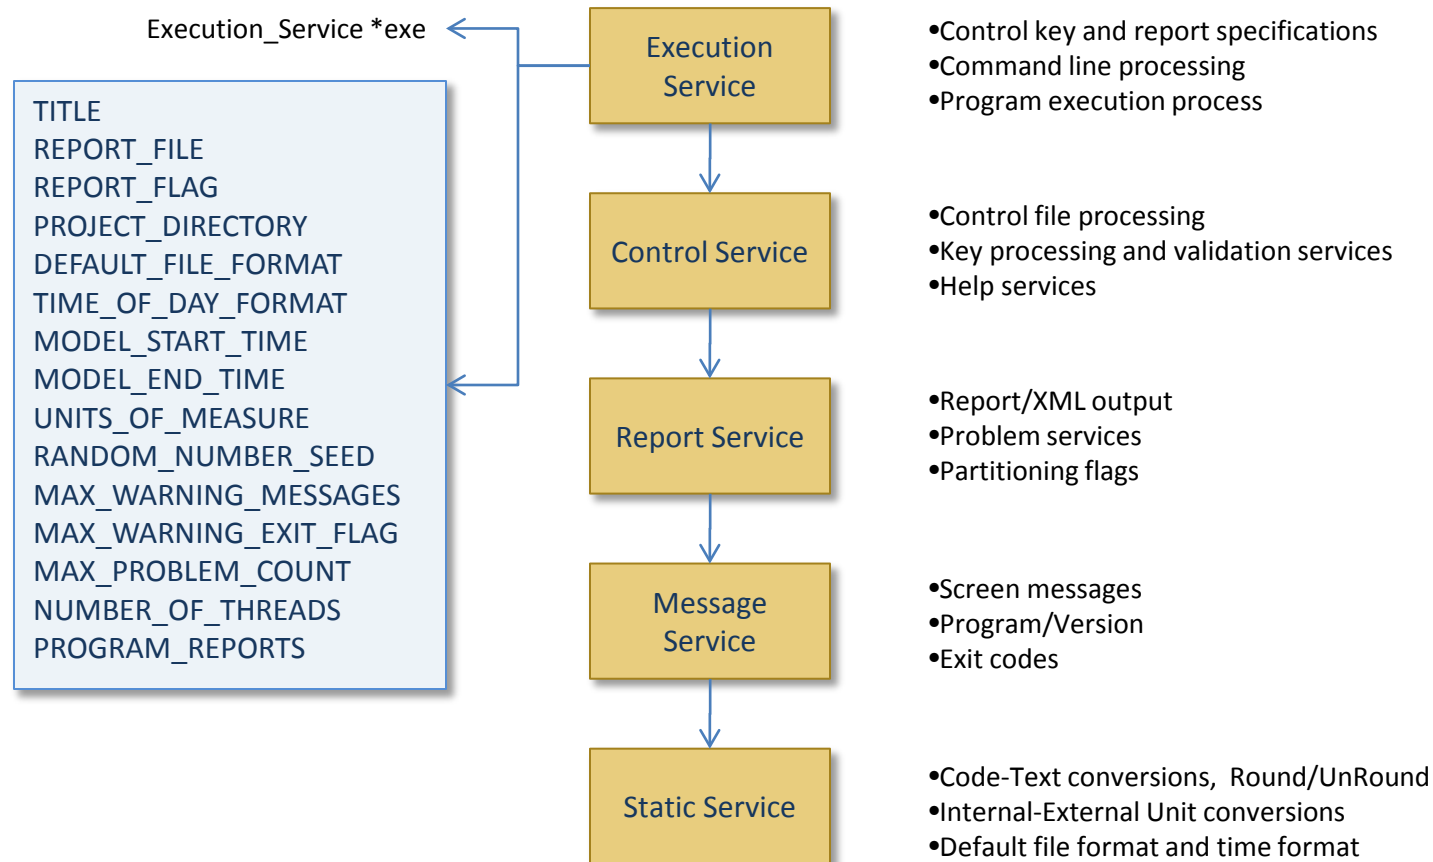 Execution_Service *exe
TITLE
REPORT_FILE
REPORT_FLAG
PROJECT_DIRECTORY
DEFAULT_FILE_FORMAT
TIME_OF_DAY_FORMAT
MODEL_START_TIME
MODEL_END_TIME
UNITS_OF_MEASURE
RANDOM_NUMBER_SEED
MAX_WARNING_MESSAGES
MAX_WARNING_EXIT_FLAG
MAX_PROBLEM_COUNT
NUMBER_OF_THREADS
PROGRAM_REPORTS
Execution
Service
•Control key and report specifications
•Command line processing
•Program execution process
Control Service
•Control file processing
•Key processing and validation services
•Help services
Report Service
•Report/XML output
•Problem services
•Partitioning flags
Message
Service
•Screen messages
•Program/Version
•Exit codes
Static Service
•Code-Text conversions, Round/UnRound
•Internal-External Unit conversions
•Default file format and time format